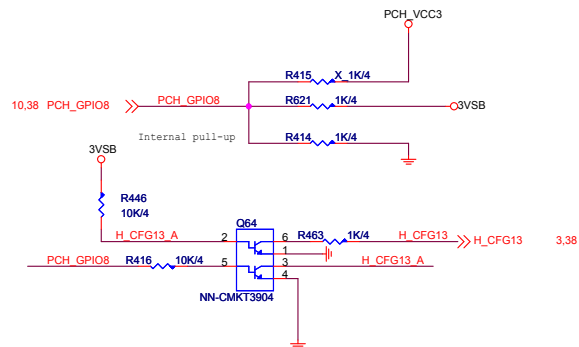 PCH_VCC3
R415 X_1K/4
10,38 PCH_GPIO8 PCH_GPIO8 R621 1K/4 3VSB
Internal pull-up R414 1K/4
3VSB
R446
10K/4
Q64
H_CFG13_A 2 6 R463 1K/4 H_CFG13 H_CFG13 3,38
1
PCH_GPIO8 R416 10K/4 5 3 H_CFG13_A
4
NN-CMKT3904